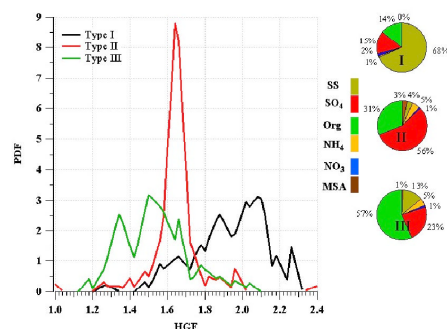 Type I
Type II
Type III
PDF
9
8
7
6
5
4
3
2
1
0
1.0
1.2
1.4
1.6
1.8
2.0
2.2
2.4
HGF
14%
0%
15%
2%
1%
68%
I
SS
SO4
Org
NH4
NO3
MSA
3%
4%
5%
1%
31%
II
56%
1%
13%
5%
1%
57%
III
23%